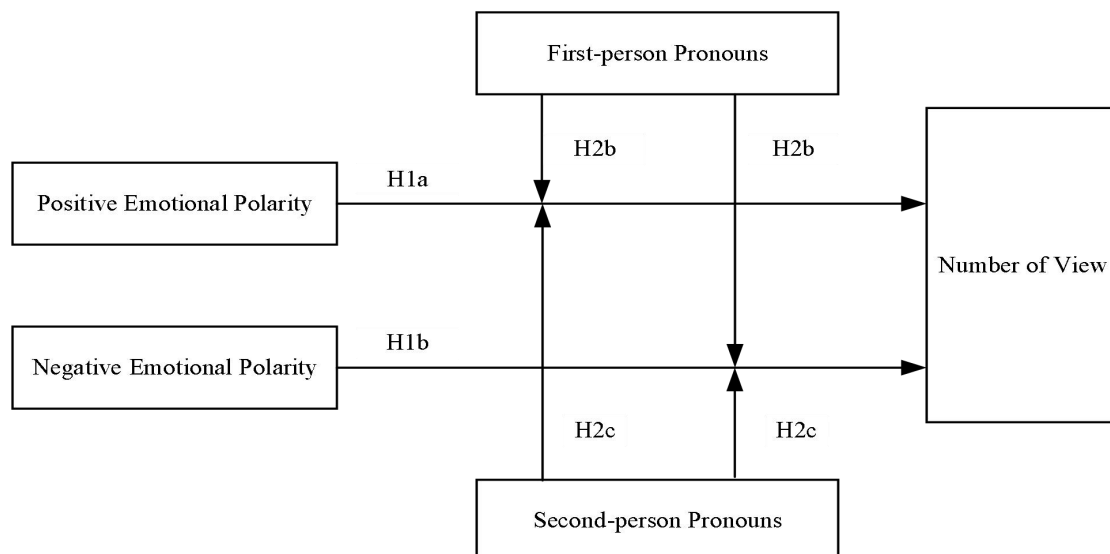 First-person Pronouns
H2b
H2b
H1a
Positive Emotional Polarity
Number of View
H1b
Negative Emotional Polarity
H2c
H2c
Second-person Pronouns